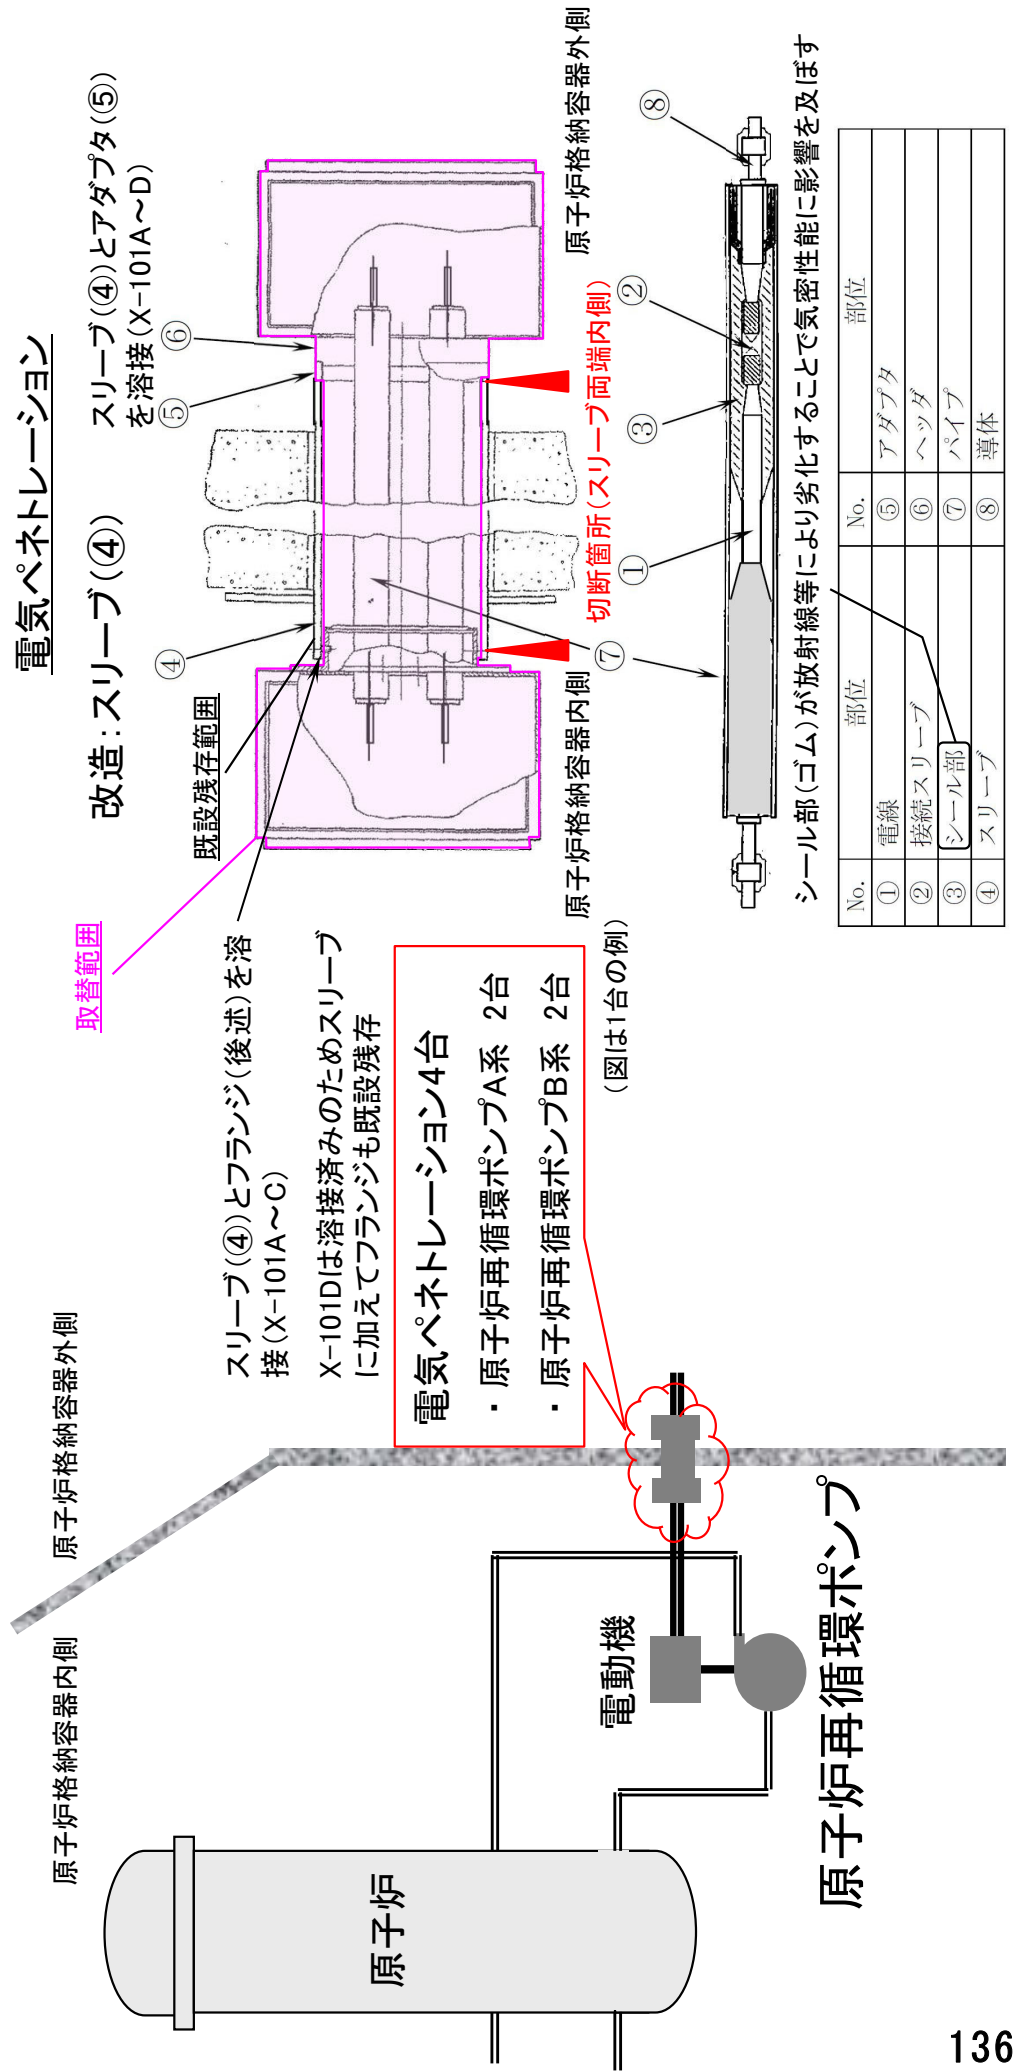 電気ペネトレーション
改造：スリーブ(④)
スリーブ(④)とアダプタ(⑤)
を溶接(X-101A～D)
取替範囲
既設残存範囲
④
⑤
⑥
スリーブ(④)とフランジ(後述)を溶
接(X-101A～C)
X-101Dは溶接済みのためスリーブ
に加えてフランジも既設残存
原子炉格納容器内側
原子炉格納容器外側
切断箇所(スリーブ両端内側)
⑦
①
③
②
⑧
電気ペネトレーション4台
・原子炉再循環ポンプA系 2台
・原子炉再循環ポンプB系 2台
(図は1台の例)
シール部(ゴム)が放射線等により劣化することで気密性能に影響を及ぼす
No. 部位 No. 部位
① 電線 ⑤ アダプタ
② 接続スリーブ ⑥ ヘッダ
③ シール部 ⑦ パイプ
④ スリーブ ⑧ 導体
原子炉格納容器内側
原子炉格納容器外側
原子炉
電動機
原子炉再循環ポンプ
136